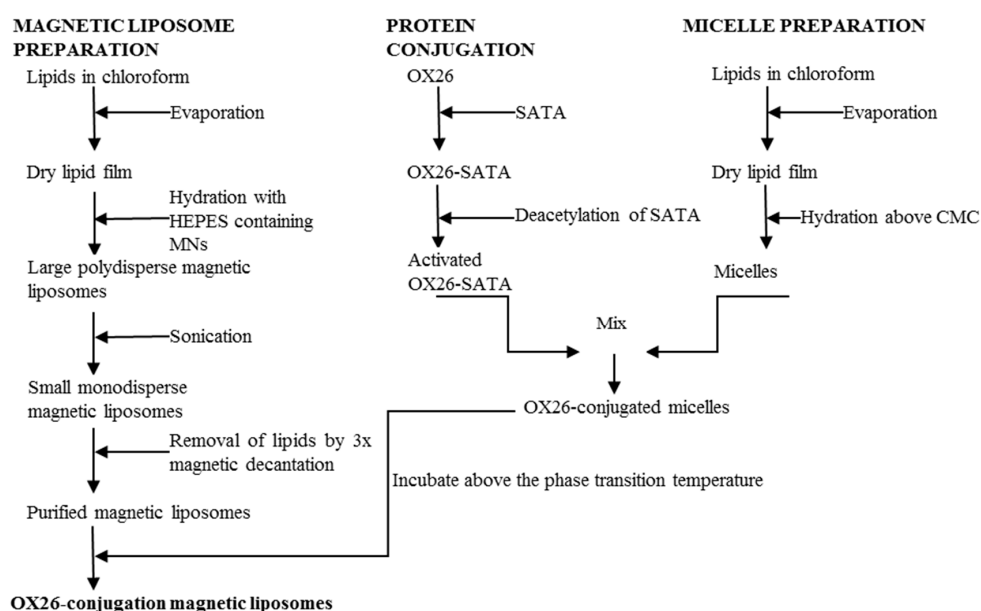 MAGNETIC LIPOSOME
PREPARATION
Lipids in chloroform
Evaporation
Dry lipid film
Hydration with
HEPES containing
MNs
Large polydisperse magnetic
liposomes
Sonication
Small monodisperse
magnetic liposomes
Removal of lipids by 3x
magnetic decantation
Purified magnetic liposomes
OX26-conjugation magnetic liposomes
PROTEIN
CONJUGATION
OX26
SATA
OX26-SATA
Deacetylation of SATA
Activated
OX26-SATA
MICELLE PREPARATION
Lipids in chloroform
Evaporation
Dry lipid film
Hydration above CMC
Micelles
Mix
OX26-conjugated micelles
Incubate above the phase transition temperature